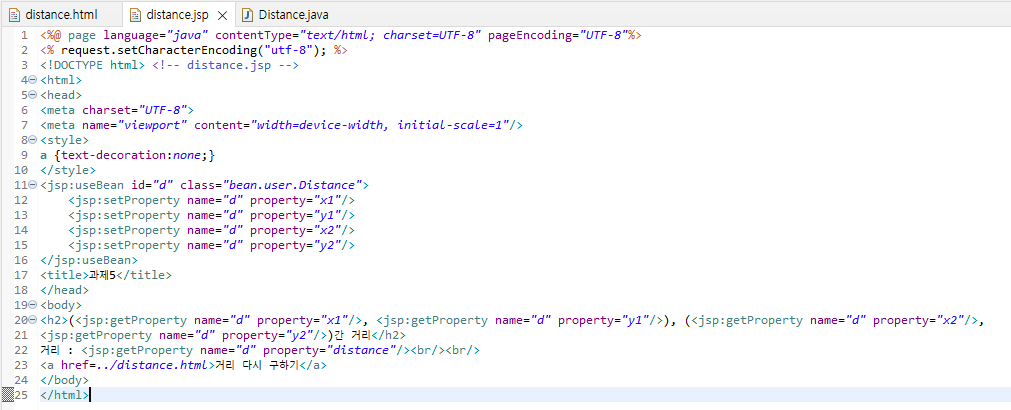 distance.html distance.jsp Distance.java
1 <%@ page language="java" contentType="text/html; charset=UTF-8" pageEncoding="UTF-8"%>
2 <% request.setCharacterEncoding("utf-8"); %>
3 <!DOCTYPE html> <!-- distance.jsp -->
4 <html>
5 <head>
6 <meta charset="UTF-8">
7 <meta name="viewport" content="width=device-width, initial-scale=1"/>
8 <style>
9 a {text-decoration:none;}
10 </style>
11 <jsp:useBean id="d" class="bean.user.Distance">
12     <jsp:setProperty name="d" property="x1"/>
13     <jsp:setProperty name="d" property="y1"/>
14     <jsp:setProperty name="d" property="x2"/>
15     <jsp:setProperty name="d" property="y2"/>
16 </jsp:useBean>
17 <title>과제5</title>
18 </head>
19 <body>
20 <h2>(<jsp:getProperty name="d" property="x1"/>, <jsp:getProperty name="d" property="y1"/>), (<jsp:getProperty name="d" property="x2"/>,
21 <jsp:getProperty name="d" property="y2"/>)간 거리</h2>
22 거리 : <jsp:getProperty name="d" property="distance"/><br/><br/>
23 <a href=../distance.html>거리 다시 구하기</a>
24 </body>
25 </html>